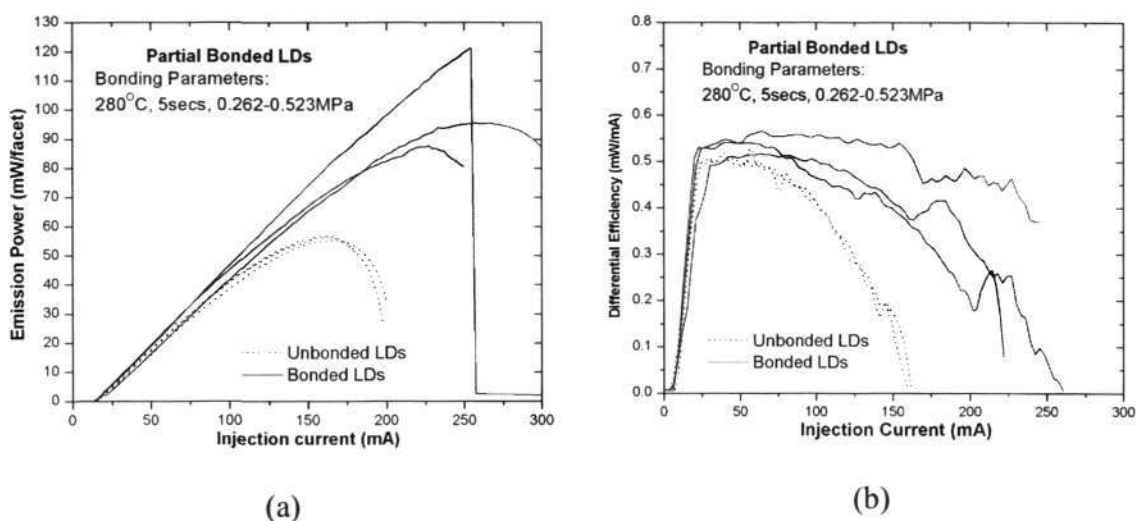 130
120
110
100
90
80
70
60
50
40
30
20
10
0
Emission Power (mW/facet)
Partial Bonded LDs
Bonding Parameters:
280°C, 5secs, 0.262-0.523MPa
Unbonded LDs
Bonded LDs
0 50 100 150 200 250 300
Injection current (mA)
(a)
0.8
0.7
0.6
0.5
0.4
0.3
0.2
0.1
0.0
Differential Efficiency (mW/mA)
Partial Bonded LDs
Bonding Parameters:
280°C, 5secs, 0.262-0.523MPa
Unbonded LDs
Bonded LDs
0 50 100 150 200 250 300
Injection Current (mA)
(b)